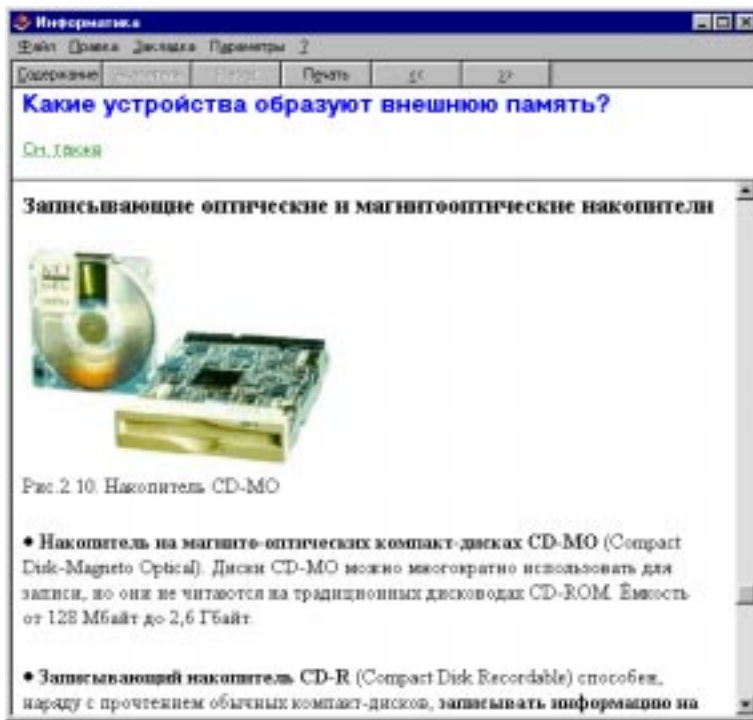 Информатика
Файл Правка Закладка Параметры ?
Содержание Печать << >>
Какие устройства образуют внешнюю память?
См. также
Записывающие оптические и магнитооптические накопители
Рис.2.10. Накопитель CD-MO
• Накопитель на магнито-оптических компакт-дисках CD-MO (Compact
Disk-Magneto Optical). Диски CD-MO можно многократно использовать для
записи, но они не читаются на традиционных дисководах CD-ROM. Ёмкость
от 128 Мбайт до 2,6 Гбайт.
• Записывающий накопитель CD-R (Compact Disk Recordable) способен,
наряду с прочтением обычных компакт-дисков, записывать информацию на